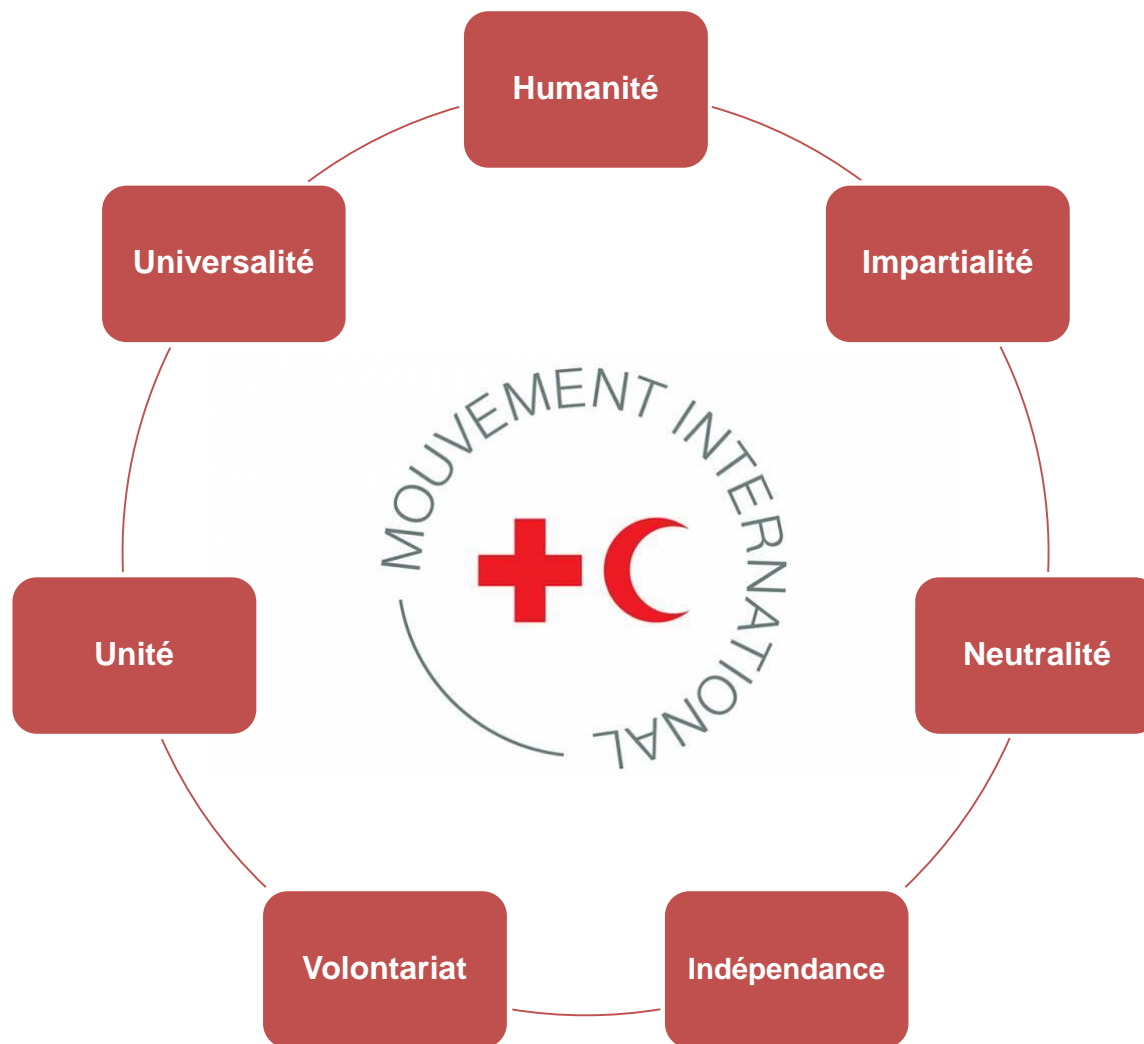 Humanité
Universalité
Impartialité
MOUVEMENT INTERNATIONAL
Unité
Neutralité
Volontariat
Indépendance